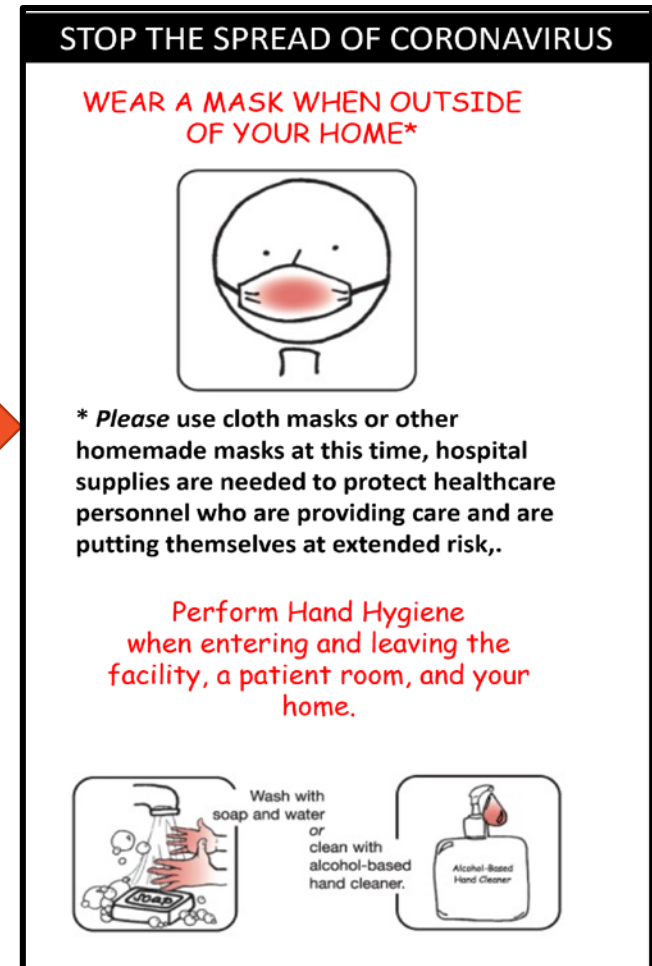 STOP THE SPREAD OF CORONAVIRUS
WEAR A MASK WHEN OUTSIDE
OF YOUR HOME*
* Please use cloth masks or other
homemade masks at this time, hospital
supplies are needed to protect healthcare
personnel who are providing care and are
putting themselves at extended risk,.
Perform Hand Hygiene
when entering and leaving the
facility, a patient room, and your
home.
Wash with
soap and water
or
clean with
alcohol-based
hand cleaner.
SOAP
Alcohol-Based
Hand Cleaner